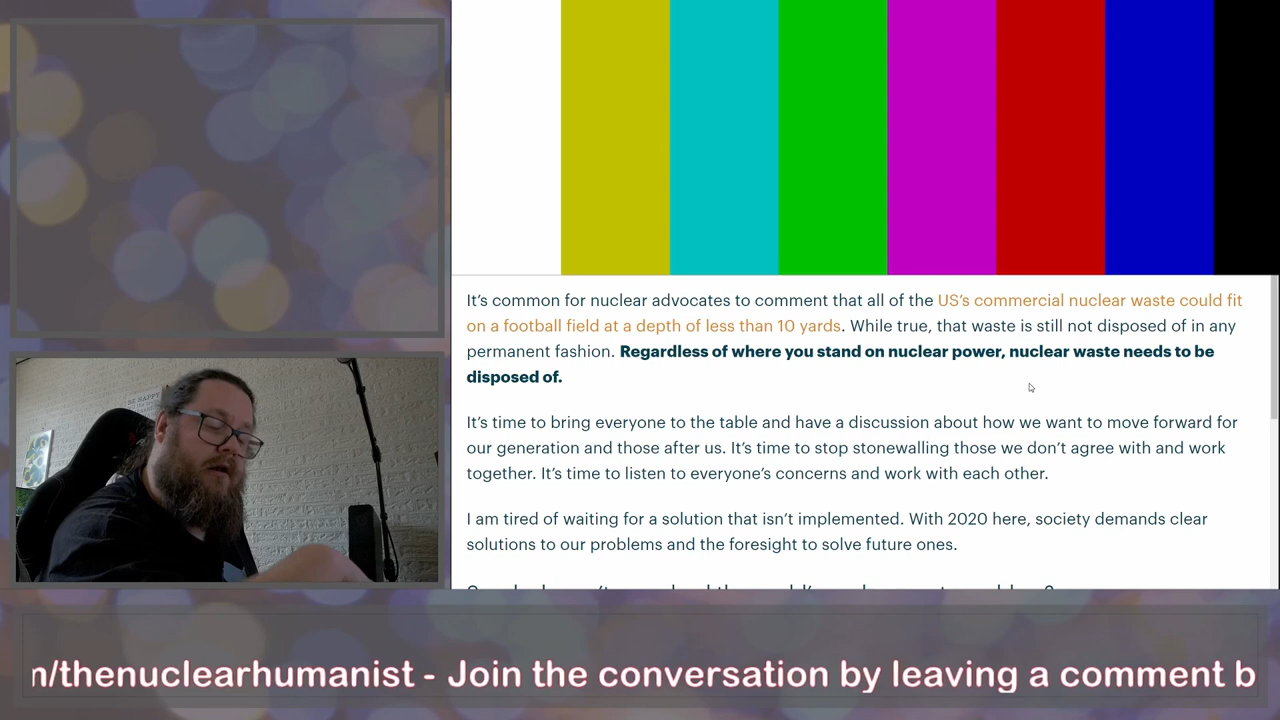 BE HAPPY
It’s common for nuclear advocates to comment that all of the US’s commercial nuclear waste could fit
on a football field at a depth of less than 10 yards. While true, that waste is still not disposed of in any
permanent fashion. Regardless of where you stand on nuclear power, nuclear waste needs to be
disposed of.
It’s time to bring everyone to the table and have a discussion about how we want to move forward for
our generation and those after us. It’s time to stop stonewalling those we don’t agree with and work
together. It’s time to listen to everyone’s concerns and work with each other.
I am tired of waiting for a solution that isn’t implemented. With 2020 here, society demands clear
solutions to our problems and the foresight to solve future ones.
n/thenuclearhumanist - Join the conversation by leaving a comment b